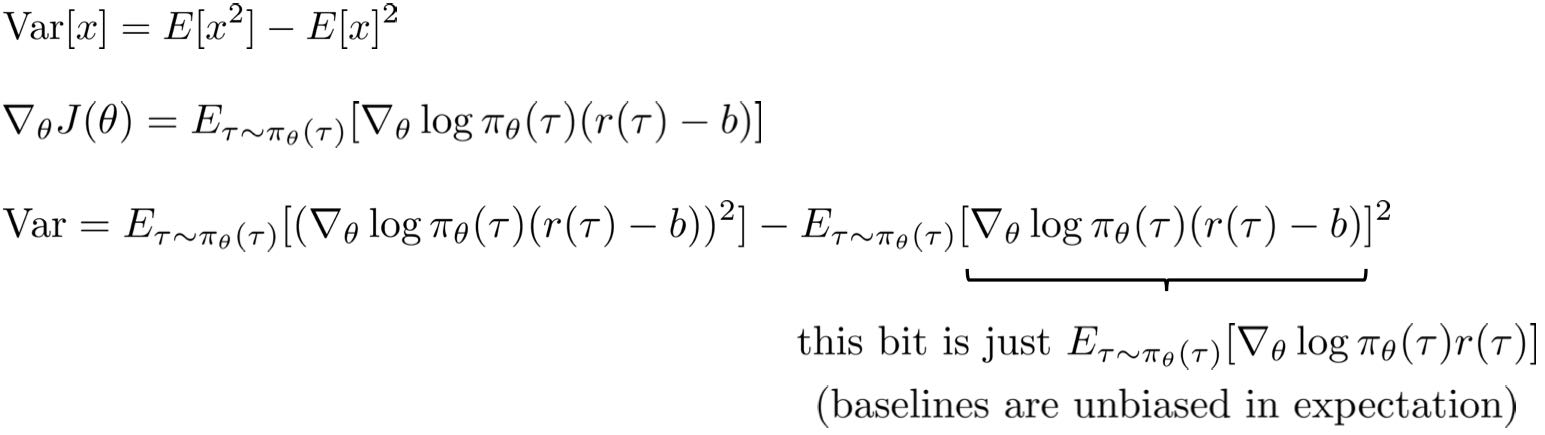 Var[x] = E[x²] − E[x]²
∇_θ J(θ) = E_{τ∼π_θ(τ)}[∇_θ log π_θ(τ)(r(τ) − b)]
Var = E_{τ∼π_θ(τ)}[(∇_θ log π_θ(τ)(r(τ) − b))²] − E_{τ∼π_θ(τ)}[∇_θ log π_θ(τ)(r(τ) − b)]²
this bit is just E_{τ∼π_θ(τ)}[∇_θ log π_θ(τ)r(τ)]
(baselines are unbiased in expectation)